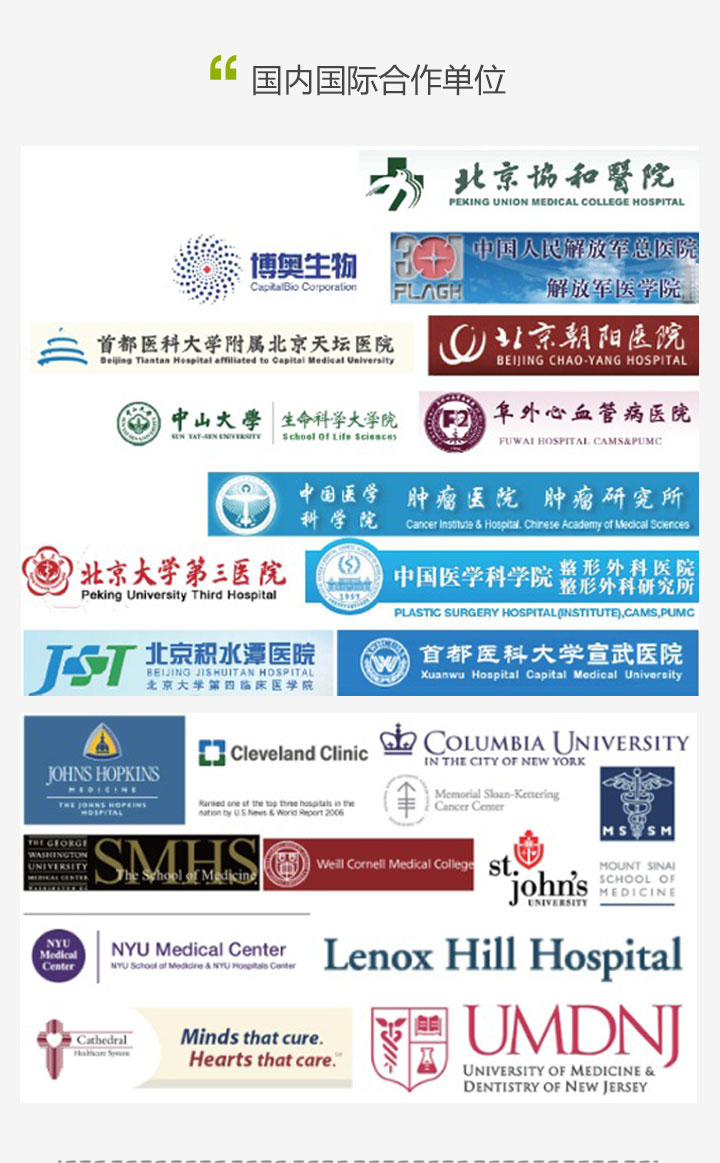 “ 国内国际合作单位
北京協和醫院
PEKING UNION MEDICAL COLLEGE HOSPITAL
博奥生物
CapitalBio Corporation
301
PLAGH
中国人民解放军总医院
解放军医学院
首都医科大学附属北京天坛医院
Beijing Tiantan Hospital affiliated to Capital Medical University
北京朝阳医院
BEIJING CHAO-YANG HOSPITAL
中山大學
SUN YAT-SEN UNIVERSITY
生命科学大学院
School Of Life Sciences
阜外心血管病医院
FUWAI HOSPITAL CAMS&PUMC
中国医学
科学院
肿瘤医院 肿瘤研究所
Cancer Institute & Hospital, Chinese Academy of Medical Sciences
北京大学第三医院
Peking University Third Hospital
1957
中国医学科学院
整形外科医院
整形外科研究所
PLASTIC SURGERY HOSPITAL(INSTITUTE),CAMS,PUMC
JST
北京积水潭医院
BEIJING JISHUITAN HOSPITAL
北京大学第四临床医学院
首都医科大学宣武医院
Xuanwu Hospital Capital Medical University
JOHNS HOPKINS
MEDICINE
THE JOHNS HOPKINS
HOSPITAL
Cleveland Clinic
Ranked one of the top three hospitals in the
nation by U.S.News & World Report 2006
COLUMBIA UNIVERSITY
IN THE CITY OF NEW YORK
Memorial Sloan-Kettering
Cancer Center
MS SM
MOUNT SINAI
SCHOOL OF
MEDICINE
THE GEORGE
WASHINGTON
UNIVERSITY
MEDICAL CENTER
WASHINGTON DC
SMHS
The School of Medicine
Weill Cornell Medical College
st.
john's
UNIVERSITY
NYU
Medical
Center
NYU Medical Center
NYU School of Medicine & NYU Hospitals Center
Lenox Hill Hospital
Cathedral
Healthcare System
Minds that cure.
Hearts that care.
UMDNJ
UNIVERSITY OF MEDICINE &
DENTISTRY OF NEW JERSEY